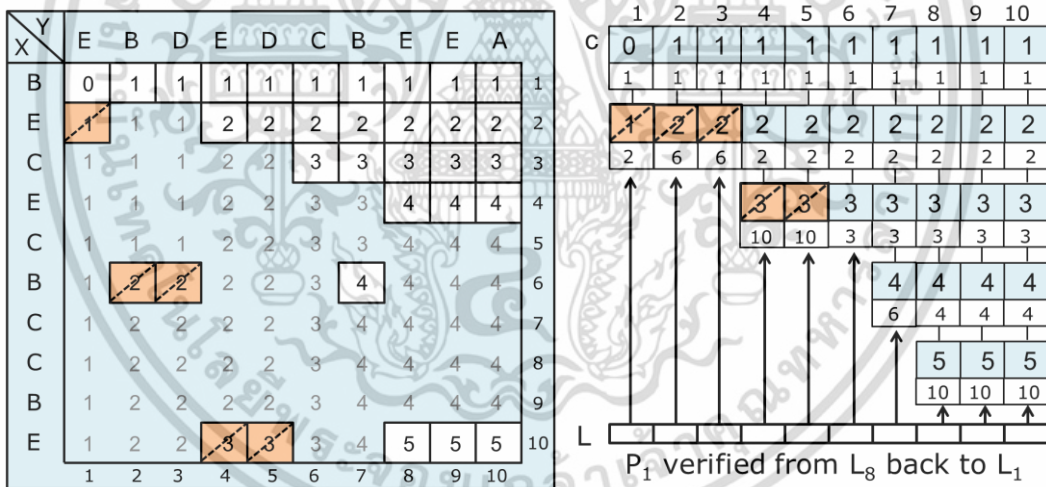 Y
X E B D E D C B E E A
B 0 1 1 1 1 1 1 1 1 1 1
E 1 1 1 2 2 2 2 2 2 2 2
C 1 1 1 2 2 3 3 3 3 3 3
E 1 1 1 2 2 3 3 4 4 4 4
C 1 1 1 2 2 3 3 4 4 4 5
B 1 2 2 2 2 3 4 4 4 4 6
C 1 2 2 2 2 3 4 4 4 4 7
C 1 2 2 2 2 3 4 4 4 4 8
B 1 2 2 2 2 3 4 4 4 4 9
E 1 2 2 3 3 3 4 5 5 5 10
1 2 3 4 5 6 7 8 9 10
1 2 3 4 5 6 7 8 9 10
C 0 1 1 1 1 1 1 1 1 1
1 1 1 1 1 1 1 1 1 1
1 2 2 2 2 2 2 2 2 2
2 6 6 2 2 2 2 2 2 2
3 3 3 3 3 3 3
10 10 3 3 3 3 3
4 4 4 4
6 4 4 4
5 5 5
10 10 10
L
P₁ verified from L₈ back to L₁